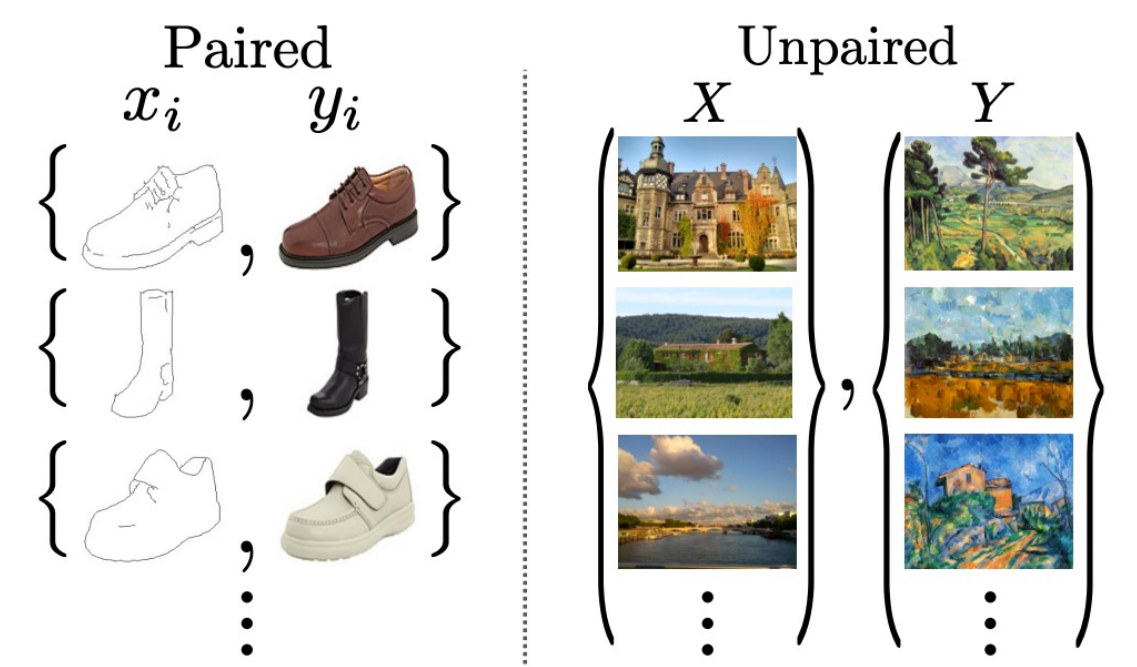 Paired
x_i y_i
{ , }
{ , }
{ , }
⋮
Unpaired
X Y
{ ⋮ } , { ⋮ }